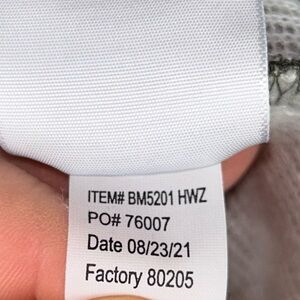 ITEM# BM5201 HWZ
PO# 76007
Date 08/23/21
Factory 80205